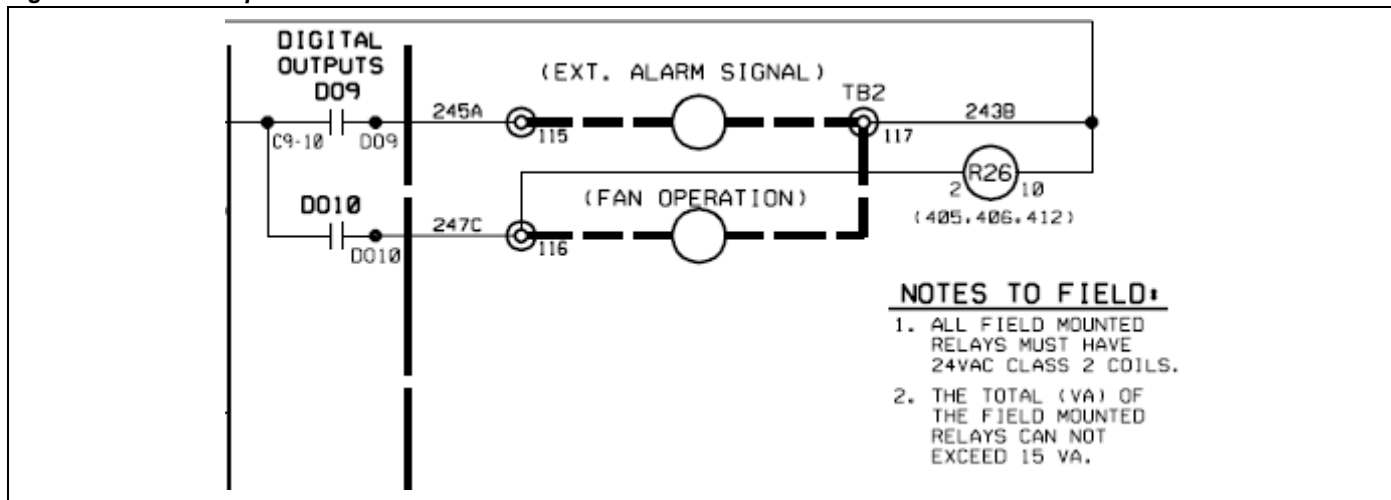 DIGITAL
OUTPUTS
DO9
(EXT. ALARM SIGNAL)
TB2
245A
243B
C9-10
DO9
115
117
R26
2
10
(405,406,412)
DO10
(FAN OPERATION)
247C
DO10
116
NOTES TO FIELD:
1. ALL FIELD MOUNTED
RELAYS MUST HAVE
24VAC CLASS 2 COILS.
2. THE TOTAL (VA) OF
THE FIELD MOUNTED
RELAYS CAN NOT
EXCEED 15 VA.